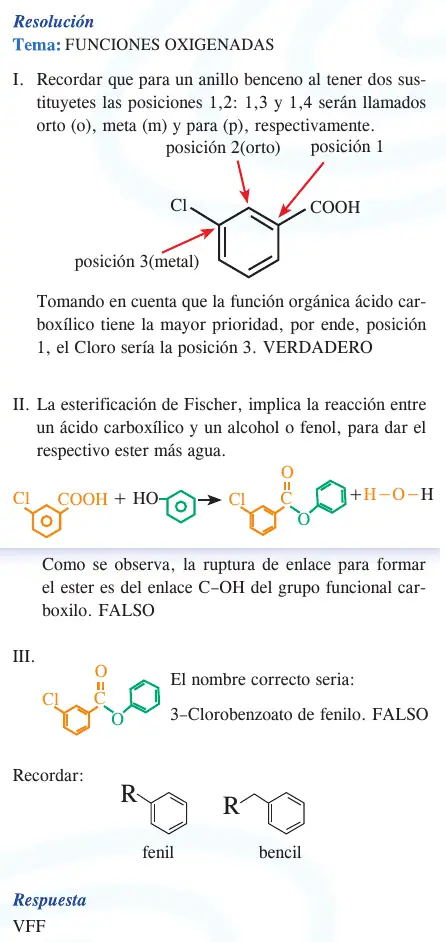 Resolución
Tema: FUNCIONES OXIGENADAS
I. Recordar que para un anillo benceno al tener dos sus-
tituyetes las posiciones 1,2: 1,3 y 1,4 serán llamados
orto (o), meta (m) y para (p), respectivamente.
posición 2(orto) posición 1
Cl COOH
posición 3(metal)
Tomando en cuenta que la función orgánica ácido car-
boxílico tiene la mayor prioridad, por ende, posición
1, el Cloro sería la posición 3. VERDADERO
II. La esterificación de Fischer, implica la reacción entre
un ácido carboxílico y un alcohol o fenol, para dar el
respectivo ester más agua.
O
Cl COOH + HO Cl C +H–O–H
O
Como se observa, la ruptura de enlace para formar
el ester es del enlace C–OH del grupo funcional car-
boxilo. FALSO
III.
O
Cl C
O
El nombre correcto seria:
3–Clorobenzoato de fenilo. FALSO
Recordar:
R R
fenil bencil
Respuesta
VFF